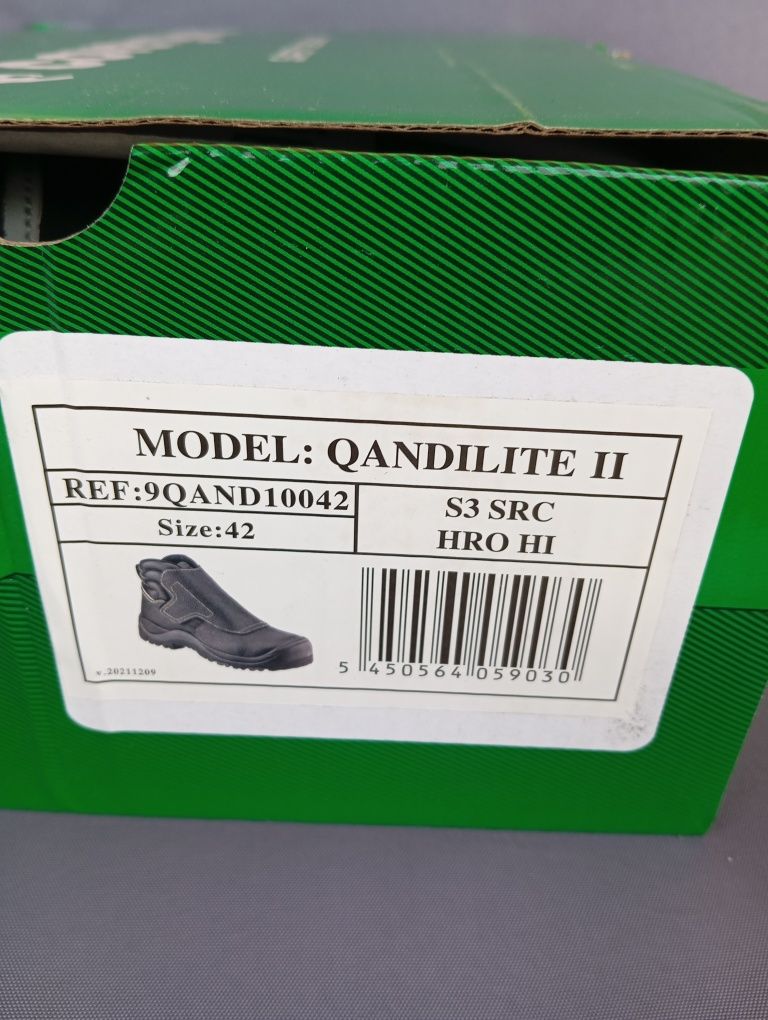 MODEL: QANDILITE II
REF:9QAND10042
Size:42
S3 SRC
HRO HI
v.20211209
5 450564 059030